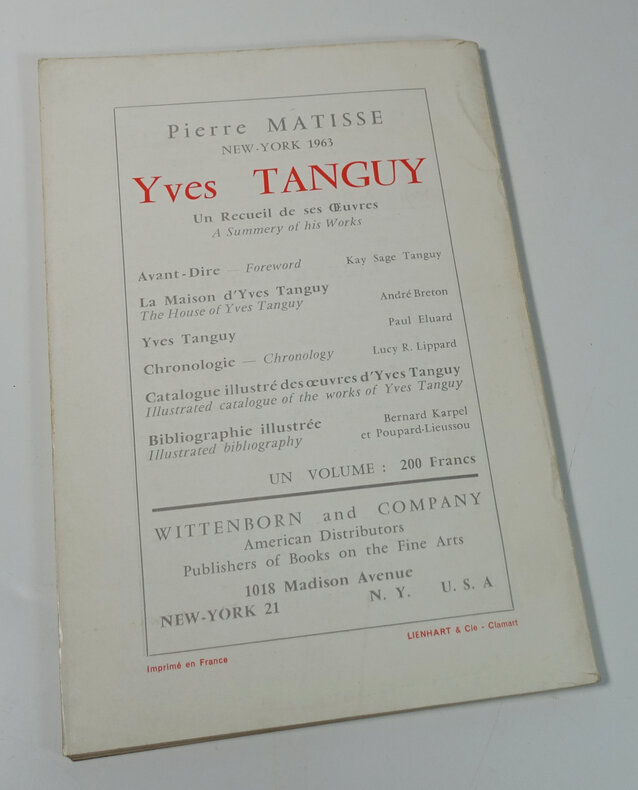 Pierre MATISSE
NEW-YORK 1963
Yves TANGUY
Un Recueil de ses Œuvres
A Summery of his Works
Avant-Dire — Foreword Kay Sage Tanguy
La Maison d'Yves Tanguy
The House of Yves Tanguy André Breton
Yves Tanguy Paul Eluard
Chronologie — Chronology Lucy R. Lippard
Catalogue illustré des œuvres d'Yves Tanguy
Illustrated catalogue of the works of Yves Tanguy
Bibliographie illustrée Bernard Karpel
Illustrated bibliography et Poupard-Lieussou
UN VOLUME : 200 Francs
WITTENBORN and COMPANY
American Distributors
Publishers of Books on the Fine Arts
1018 Madison Avenue
NEW-YORK 21 N. Y. U. S. A
Imprimé en France LIENHART & Cie - Clamart